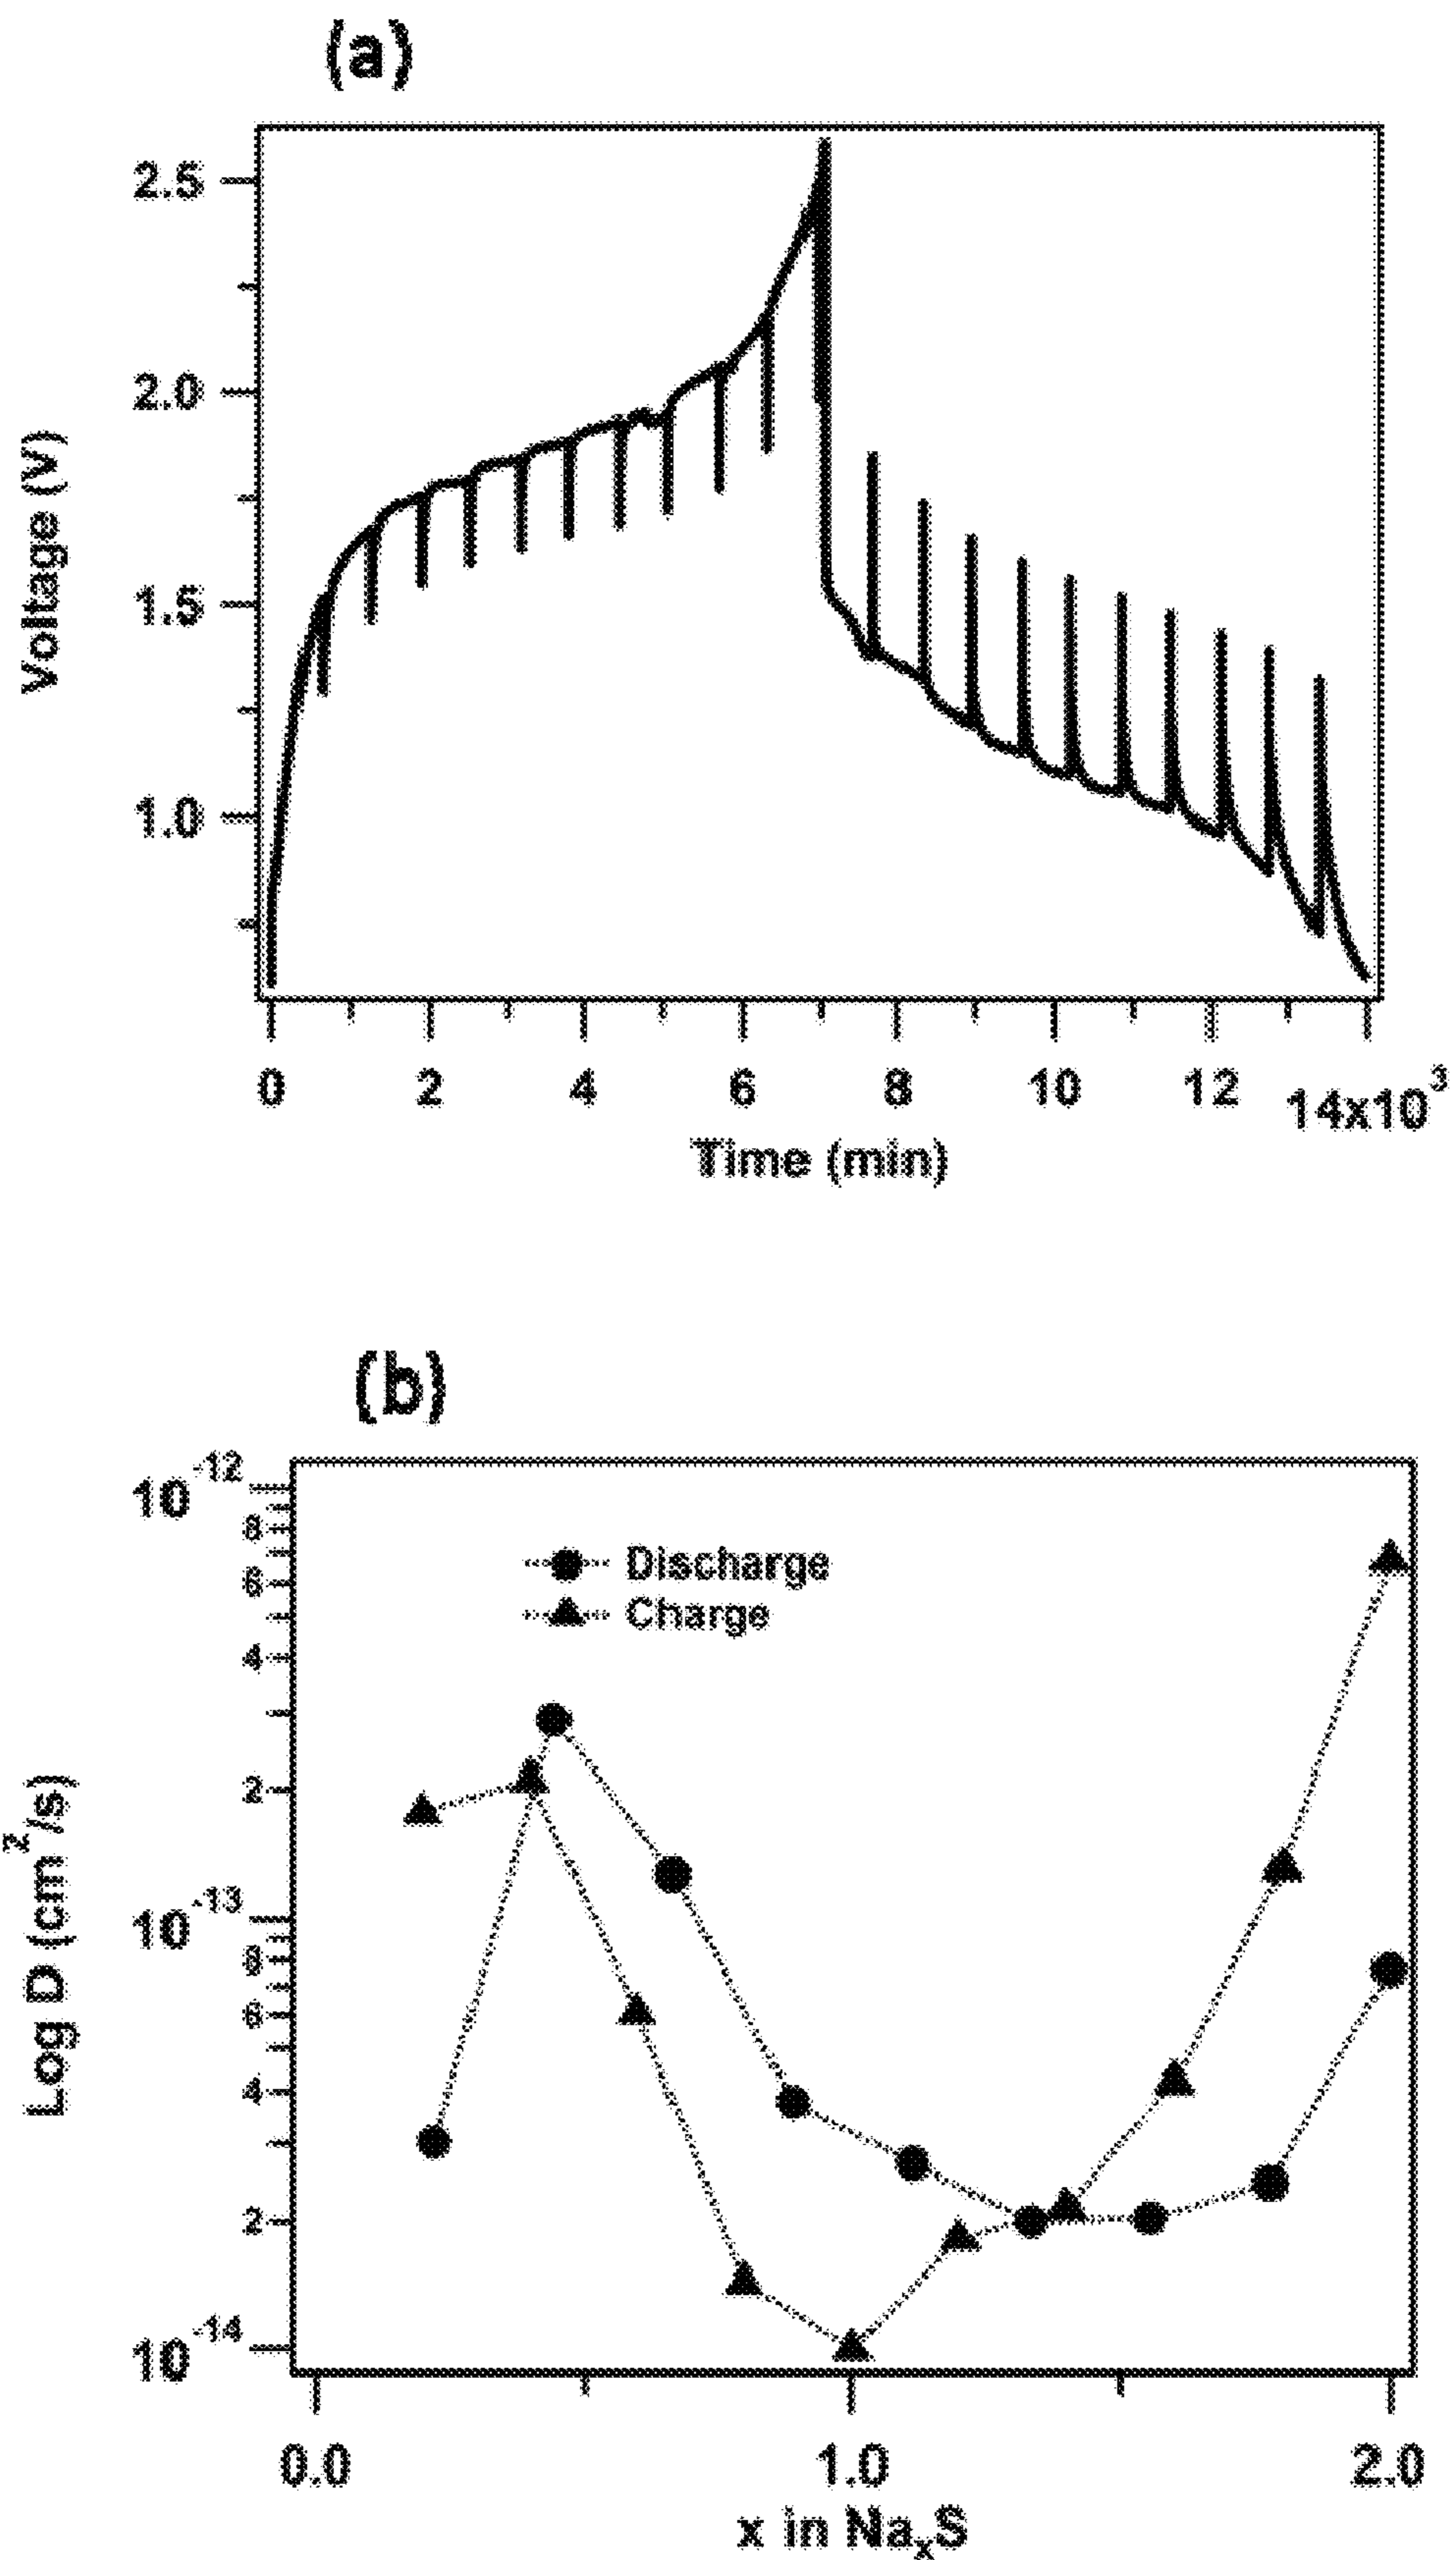 (a)
2.5
2.0
1.5
1.0
Voltage (V)
0 2 4 6 8 10 12 14x10³
Time (min)
(b)
10⁻¹²
8
6
4
2
10⁻¹³
8
6
4
2
10⁻¹⁴
Log D (cm²/s)
Discharge
Charge
0.0 1.0 2.0
x in NaₓS